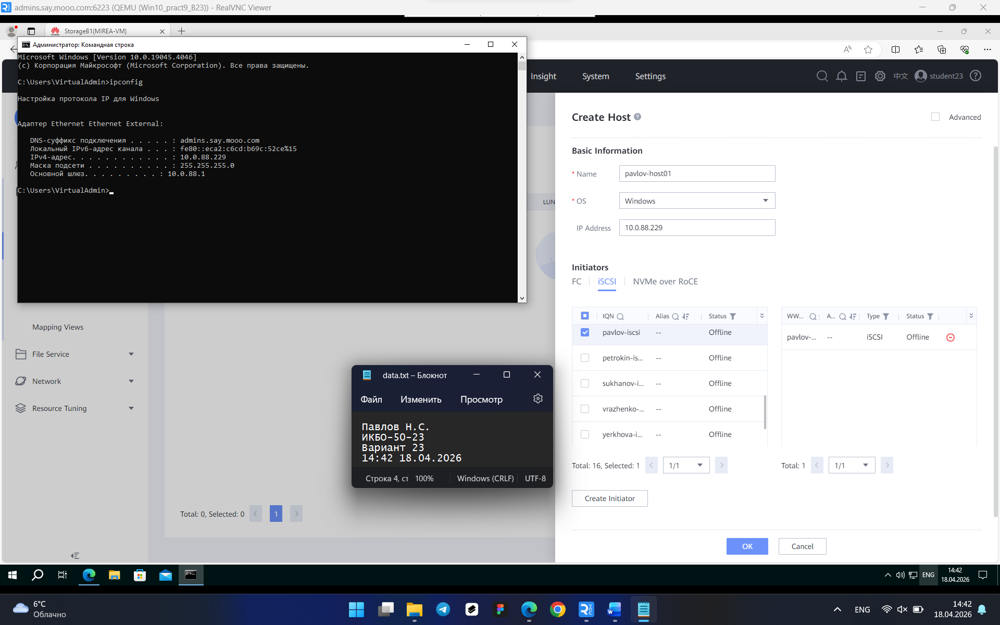 admins.say.mooo.com:6223 (QEMU (Win10_pract9_B23)) - RealVNC Viewer
StorageB1(MIREA-VM)
Администратор: Командная строка
Microsoft Windows [Version 10.0.19045.4046]
(c) Корпорация Майкрософт (Microsoft Corporation). Все права защищены.
C:\Users\VirtualAdmin>ipconfig
Настройка протокола IP для Windows
Адаптер Ethernet Ethernet External:
DNS-суффикс подключения . . . . . : admins.say.mooo.com
Локальный IPv6-адрес канала . . . : fe80::eca2:c6cd:b69c:52ce%15
IPv4-адрес. . . . . . . . . . . . : 10.0.88.229
Маска подсети . . . . . . . . . . : 255.255.255.0
Основной шлюз. . . . . . . . . : 10.0.88.1
C:\Users\VirtualAdmin>
Insight System Settings 中文 student23
LUN
Mapping Views
File Service
Network
Resource Tuning
Total: 0, Selected: 0 1
Create Host Advanced
Basic Information
* Name pavlov-host01
* OS Windows
IP Address 10.0.88.229
Initiators
FC iSCSI NVMe over RoCE
IQN Alias Status
pavlov-iscsi -- Offline
petrokin-is... -- Offline
sukhanov-i... -- Offline
vrazhenko-... -- Offline
yerkhova-i... -- Offline
Total: 16, Selected: 1 1/1
WW... A... Type Status
pavlov-... -- iSCSI Offline
Total: 1 1/1
Create Initiator
OK Cancel
data.txt – Блокнот
Файл Изменить Просмотр
Павлов Н.С.
ИКБО-50-23
Вариант 23
14:42 18.04.2026
Строка 4, ст 100% Windows (CRLF) UTF-8
ENG 14:42
18.04.2026
6°C
Облачно
ENG 14:42
18.04.2026